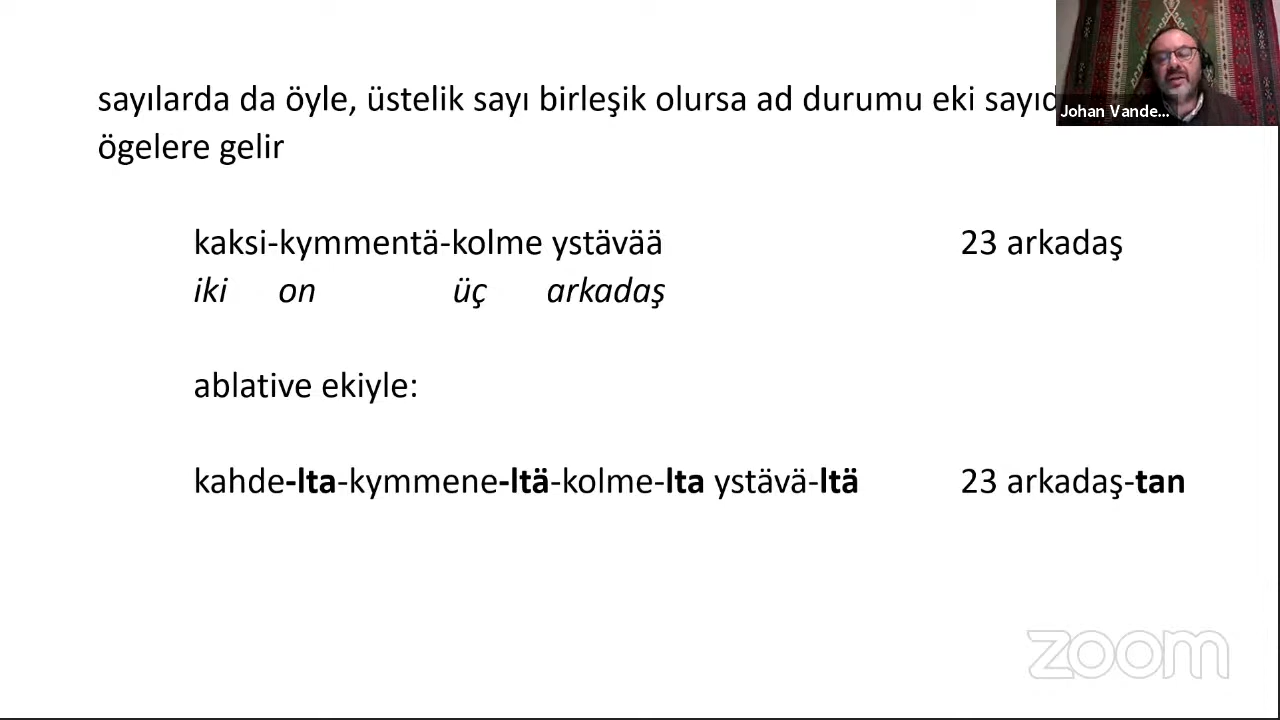 sayılarda da öyle, üstelik sayı birleşik olursa ad durumu eki
ögelere gelir
Johan Vande...
kaksi-kymmentä-kolme ystävää 23 arkadaş
iki on üç arkadaş
ablative ekiyle:
kahde-lta-kymmene-ltä-kolme-lta ystävä-ltä 23 arkadaş-tan
zoom